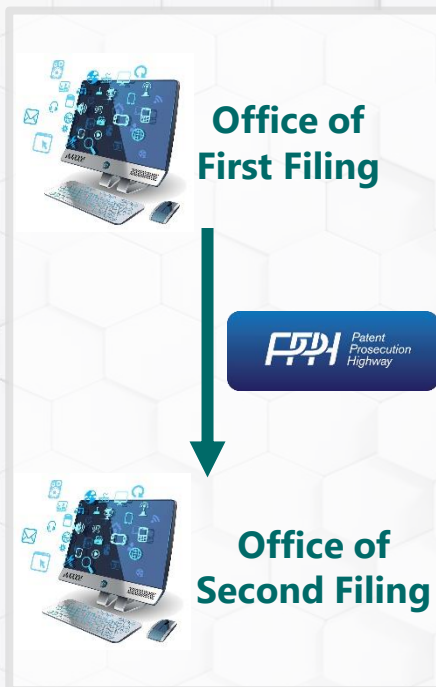 Office of
First Filing
PPH
Patent
Prosecution
Highway
Office of
Second Filing